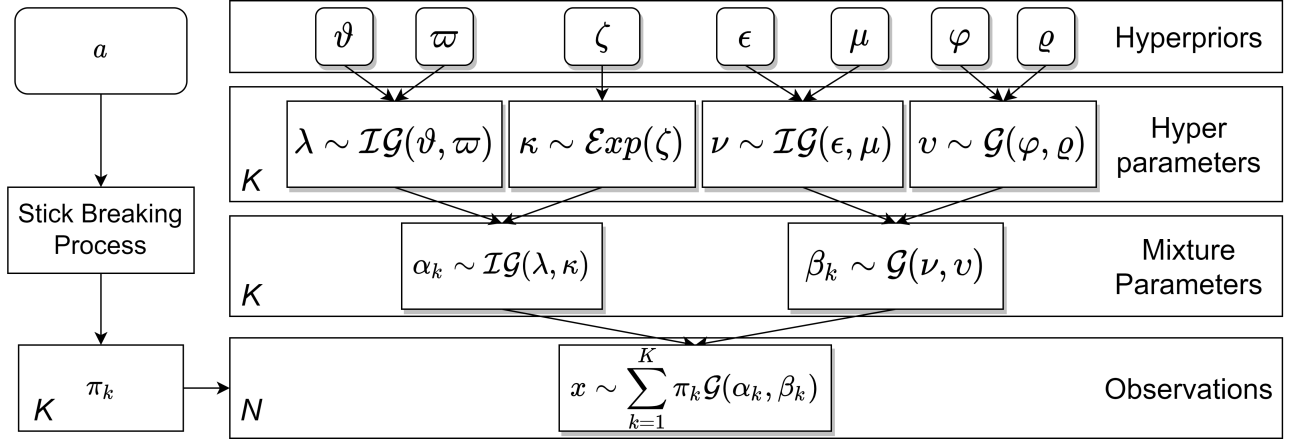 a
Stick Breaking
Process
π_k
K
ϑ ϖ ζ ϵ μ φ ϱ
Hyperpriors
λ ∼ 𝓘𝓖(ϑ, ϖ)
κ ∼ 𝓔xp(ζ)
ν ∼ 𝓘𝓖(ϵ, μ)
υ ∼ 𝓖(φ, ϱ)
K
Hyper
parameters
α_k ∼ 𝓘𝓖(λ, κ)
β_k ∼ 𝓖(ν, υ)
K
Mixture
Parameters
x ∼ ∑_{k=1}^{K} π_k 𝓖(α_k, β_k)
N
Observations